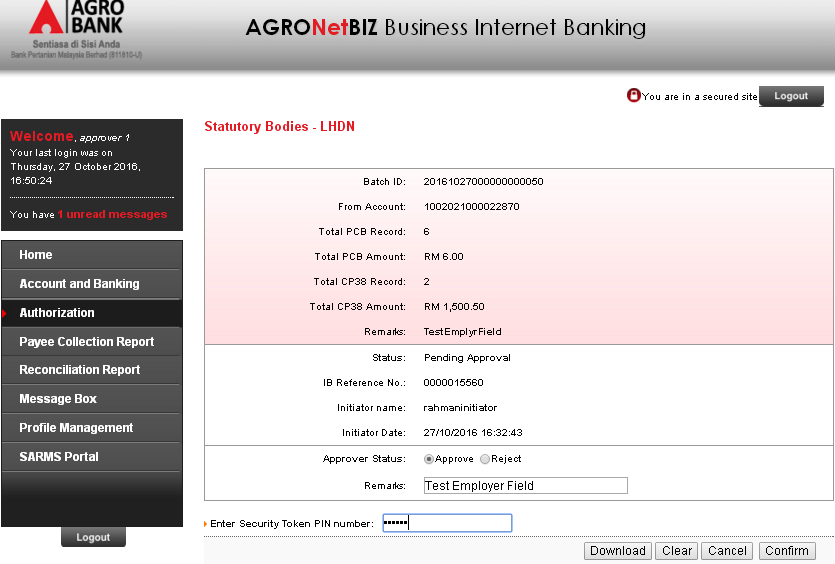 AGRO
BANK
Sentiasa di Sisi Anda
Bank Pertanian Malaysia Berhad (811810-U)
AGRONetBIZ Business Internet Banking
You are in a secured site
Logout
Welcome, approver 1
Your last login was on
Thursday, 27 October 2016,
16:50:24
You have 1 unread messages
Home
Account and Banking
Authorization
Payee Collection Report
Reconciliation Report
Message Box
Profile Management
SARMS Portal
Logout
Statutory Bodies - LHDN
Batch ID: 20161027000000000050
From Account: 1002021000022870
Total PCB Record: 6
Total PCB Amount: RM 6.00
Total CP38 Record: 2
Total CP38 Amount: RM 1,500.50
Remarks: TestEmplyrField
Status: Pending Approval
IB Reference No.: 0000015560
Initiator name: rahmaninitiator
Initiator Date: 27/10/2016 16:32:43
Approver Status: Approve Reject
Remarks: Test Employer Field
Enter Security Token PIN number: ••••••
Download Clear Cancel Confirm